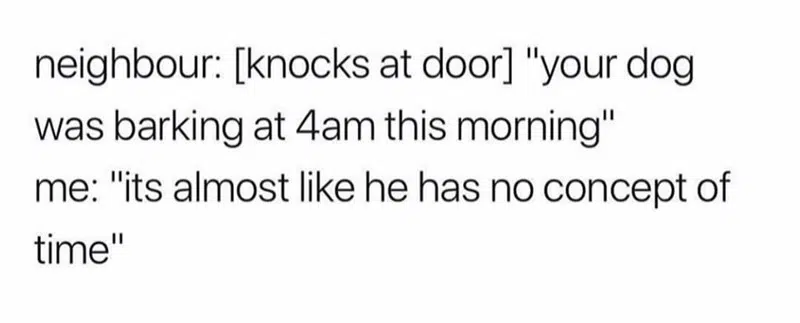 neighbour: [knocks at door] "your dog
was barking at 4am this morning"
me: "its almost like he has no concept of
time"